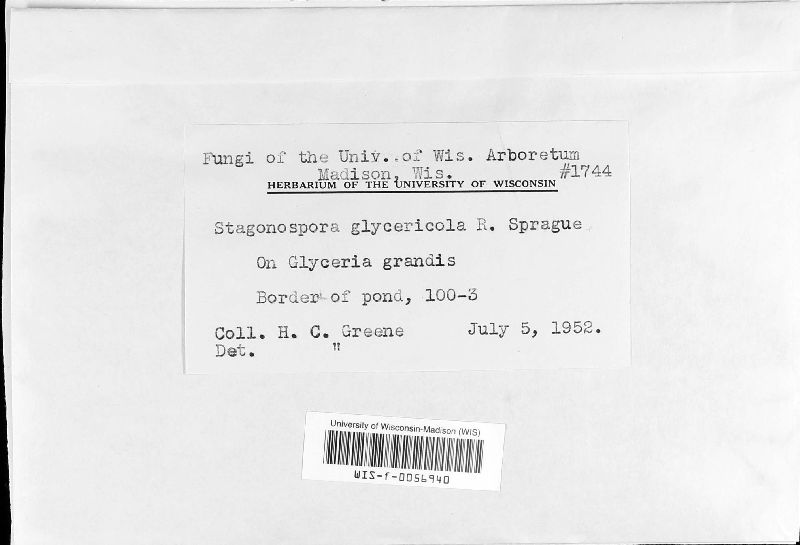 Fungi of the Univ. of Wis. Arboretum
Madison, Wis. #1744
HERBARIUM OF THE UNIVERSITY OF WISCONSIN
Stagonospora glycericola R. Sprague
On Glyceria grandis
Border of pond, 100-3
Coll. H. C. Greene July 5, 1952.
Det. "
University of Wisconsin-Madison (WIS)
WIS-f-0056940